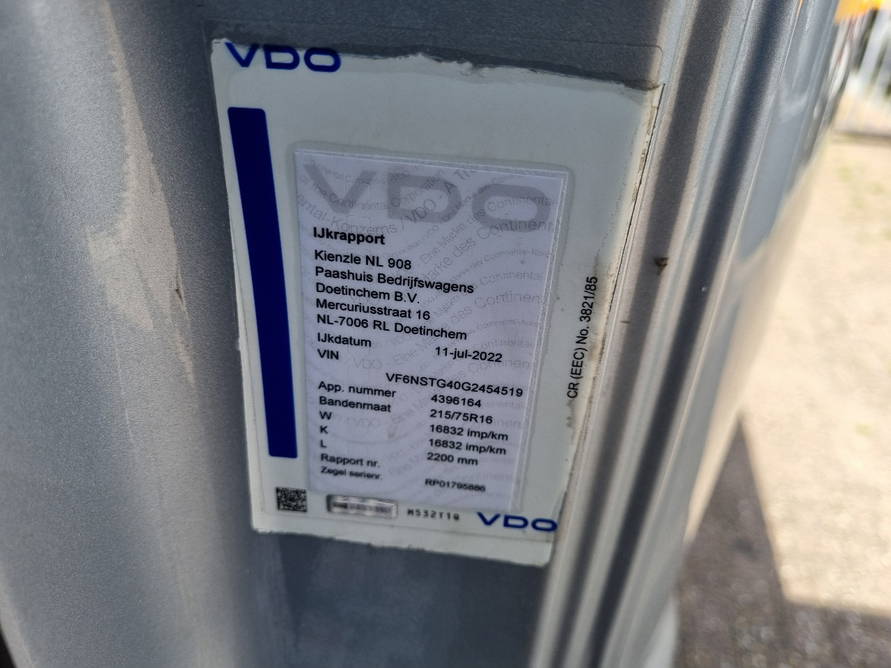 VDO
VDO
IJkrapport
Kienzle NL 908
Paashuis Bedrijfswagens
Doetinchem B.V.
Mercuriusstraat 16
NL-7006 RL Doetinchem
IJkdatum 11-jul-2022
VIN VF6NSTG40G2454519
App. nummer 4396164
Bandenmaat 215/75R16
W 16832 imp/km
K 16832 imp/km
L 2200 mm
Rapport nr. RP01795886
Zegel serienr.
CR (EEC) No. 3821/85
M532110
VDO